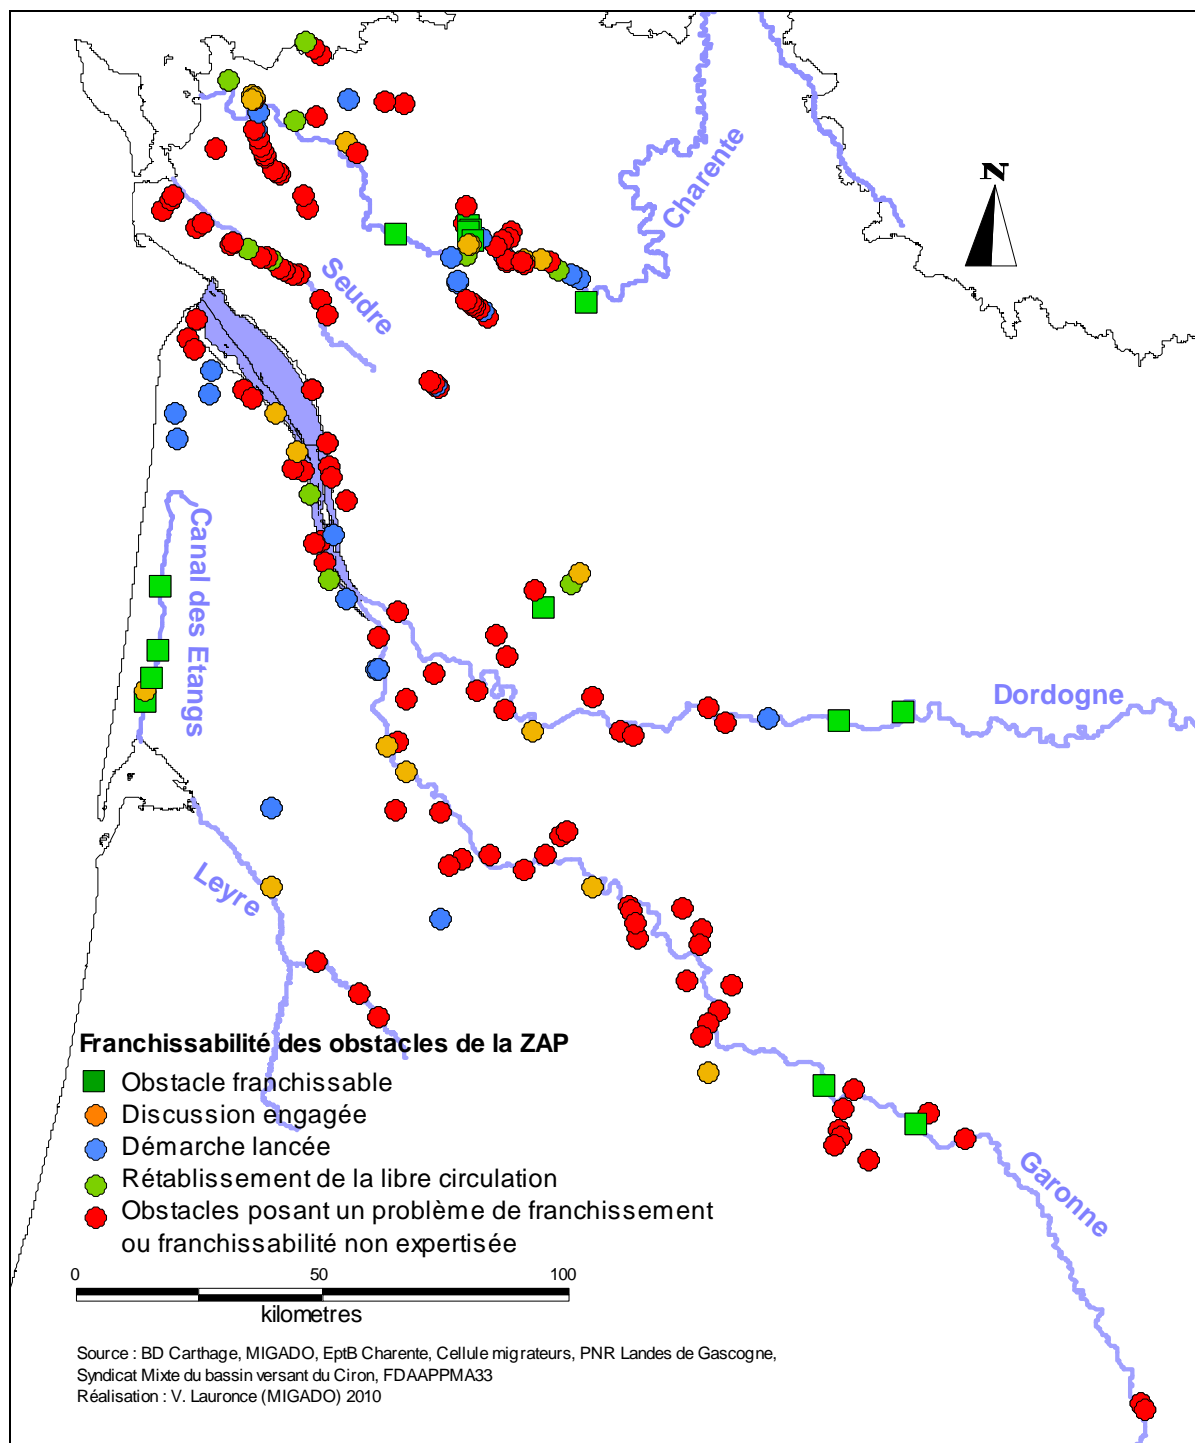 N
Charente
Seudre
Canal des Etangs
Dordogne
Leyre
Garonne
Franchissabilité des obstacles de la ZAP
Obstacle franchissable
Discussion engagée
Démarche lancée
Rétablissement de la libre circulation
Obstacles posant un problème de franchissement
ou franchissabilité non expertisée
0 50 100
kilometres
Source : BD Carthage, MIGADO, EptB Charente, Cellule migrateurs, PNR Landes de Gascogne,
Syndicat Mixte du bassin versant du Ciron, FDAAPPMA33
Réalisation : V. Lauronce (MIGADO) 2010